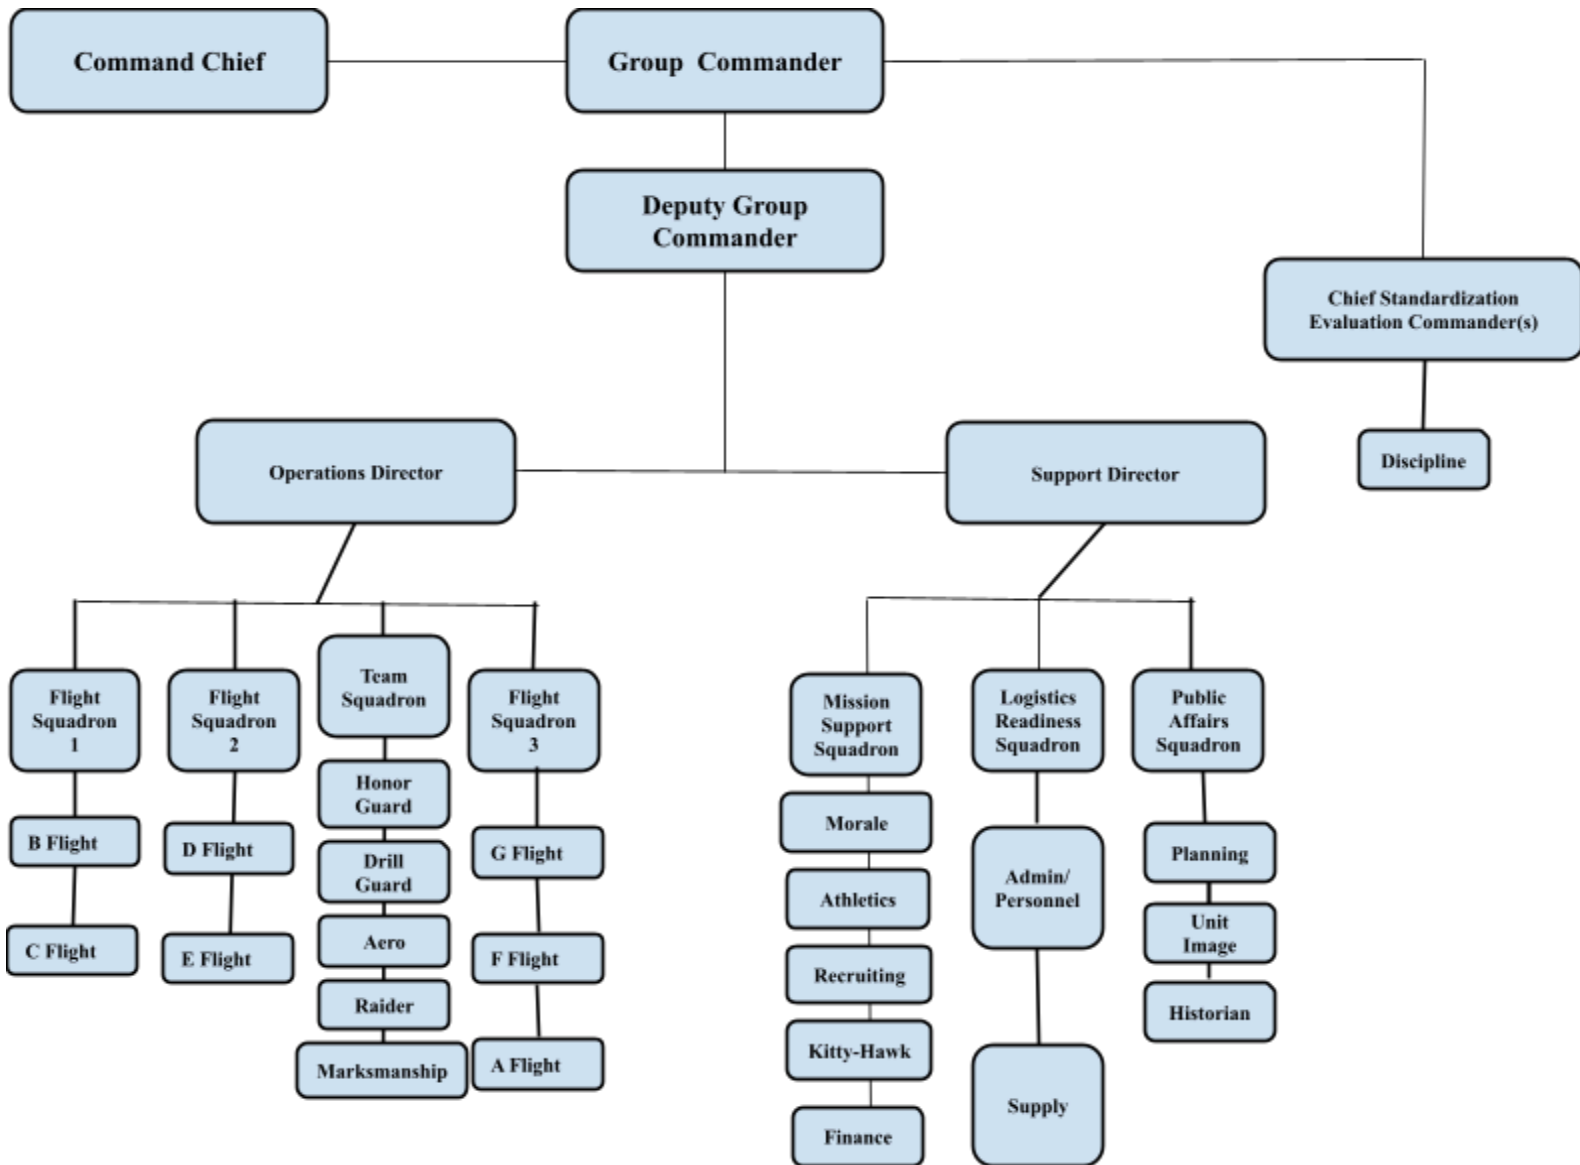 Command Chief
Group Commander
Deputy Group
Commander
Chief Standardization
Evaluation Commander(s)
Discipline
Operations Director
Support Director
Flight
Squadron
1
B Flight
C Flight
Flight
Squadron
2
D Flight
E Flight
Team
Squadron
Honor
Guard
Drill
Guard
Aero
Raider
Marksmanship
Flight
Squadron
3
G Flight
F Flight
A Flight
Mission
Support
Squadron
Morale
Athletics
Recruiting
Kitty-Hawk
Finance
Logistics
Readiness
Squadron
Admin/
Personnel
Supply
Public
Affairs
Squadron
Planning
Unit
Image
Historian